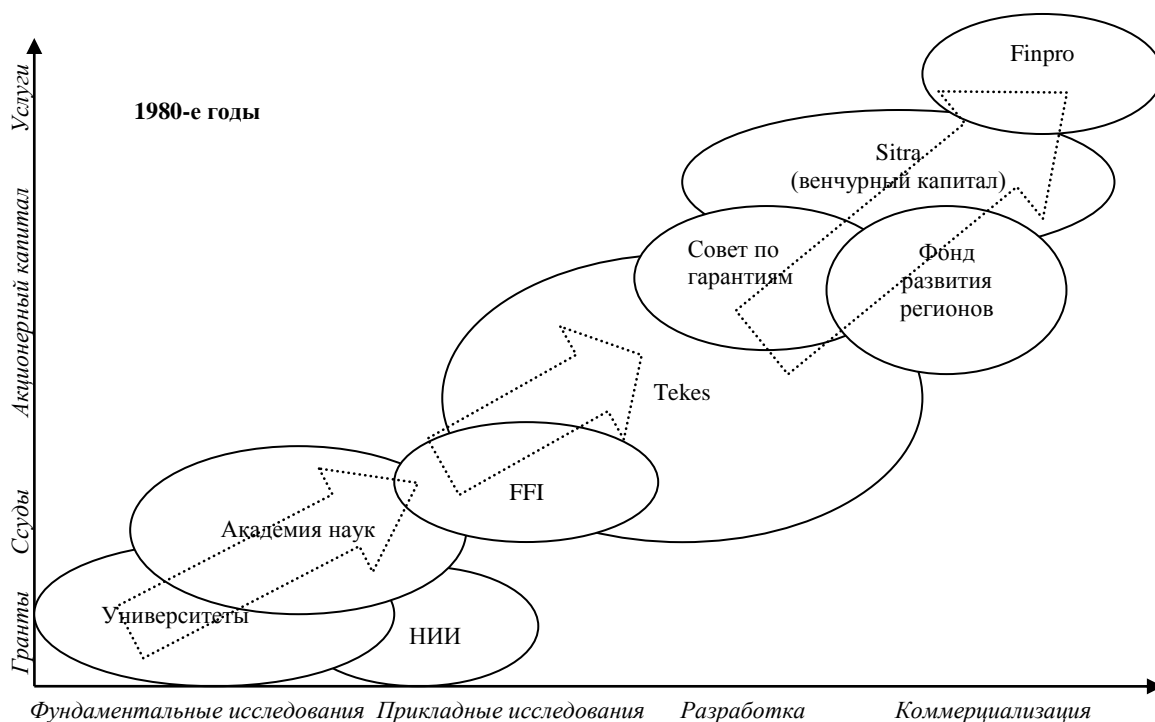 Finpro
Услуги
1980-е годы
Sitra
(венчурный капитал)
Акционерный капитал
Совет по
гарантиям
Фонд
развития
регионов
Tekes
Ссуды
FFI
Академия наук
Гранты
Университеты
НИИ
Фундаментальные исследования
Прикладные исследования
Разработка
Коммерциализация